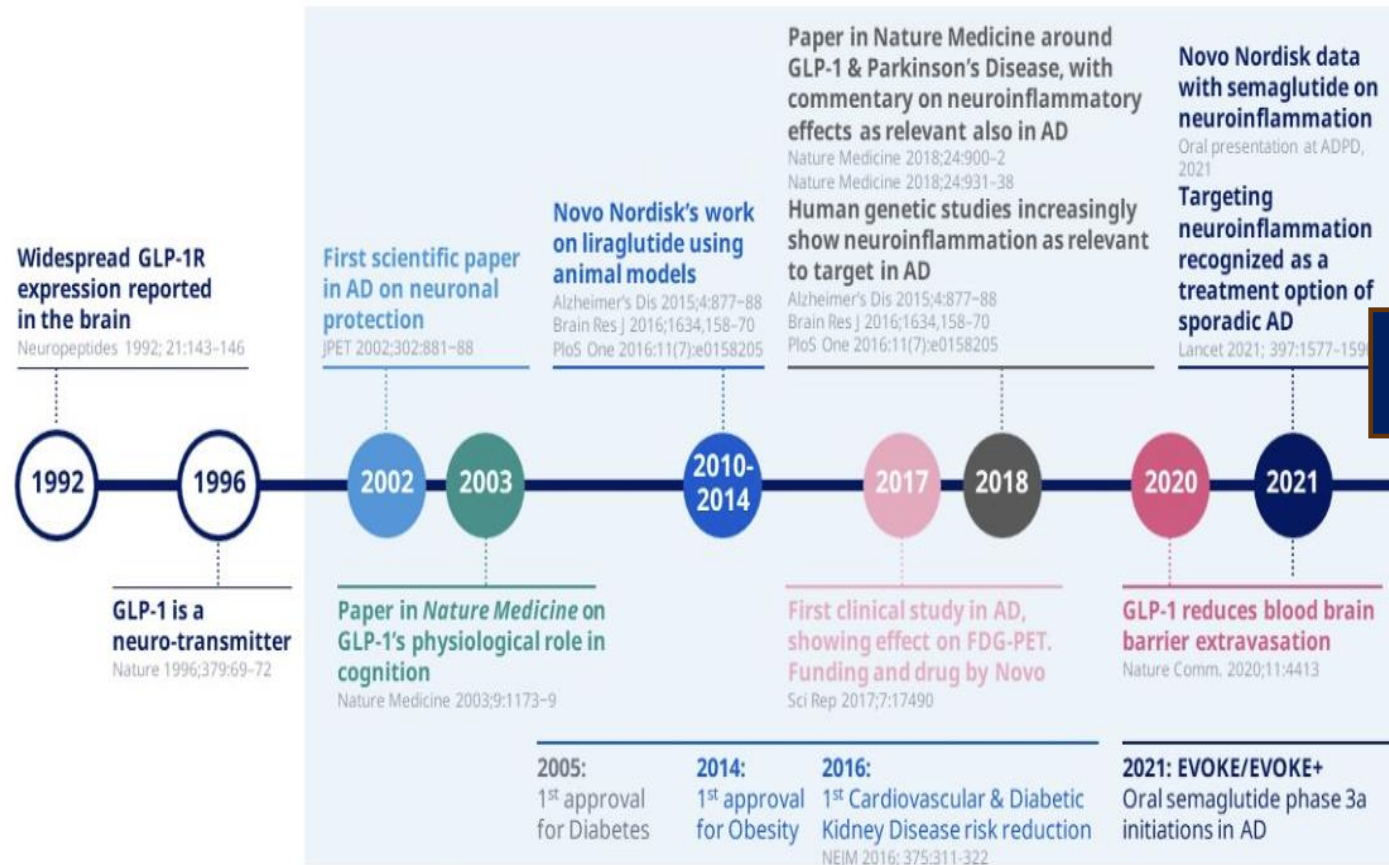 Widespread GLP-1R
expression reported
in the brain
Neuropeptides 1992; 21:143-146
First scientific paper
in AD on neuronal
protection
JPET 2002;302:881-88
Novo Nordisk's work
on liraglutide using
animal models
Alzheimer's Dis 2015;4:877-88
Brain Res J 2016;1634,158-70
PloS One 2016:11(7):e0158205
Paper in Nature Medicine around
GLP-1 & Parkinson's Disease, with
commentary on neuroinflammatory
effects as relevant also in AD
Nature Medicine 2018;24:900-2
Nature Medicine 2018;24:931-38
Human genetic studies increasingly
show neuroinflammation as relevant
to target in AD
Alzheimer's Dis 2015;4:877-88
Brain Res J 2016;1634,158-70
PloS One 2016:11(7):e0158205
Novo Nordisk data
with semaglutide on
neuroinflammation
Oral presentation at ADPD,
2021
Targeting
neuroinflammation
recognized as a
treatment option of
sporadic AD
Lancet 2021; 397:1577-
1992
1996
2002
2003
2010-
2014
2017
2018
2020
2021
GLP-1 is a
neuro-transmitter
Nature 1996;379:69-72
Paper in Nature Medicine on
GLP-1's physiological role in
cognition
Nature Medicine 2003;9:1173-9
First clinical study in AD,
showing effect on FDG-PET.
Funding and drug by Novo
Sci Rep 2017;7:17490
GLP-1 reduces blood brain
barrier extravasation
Nature Comm. 2020;11:4413
2005:
1st approval
for Diabetes
2014:
1st approval
for Obesity
2016:
1st Cardiovascular & Diabetic
Kidney Disease risk reduction
NEJM 2016; 375:311-322
2021: EVOKE/EVOKE+
Oral semaglutide phase 3a
initiations in AD